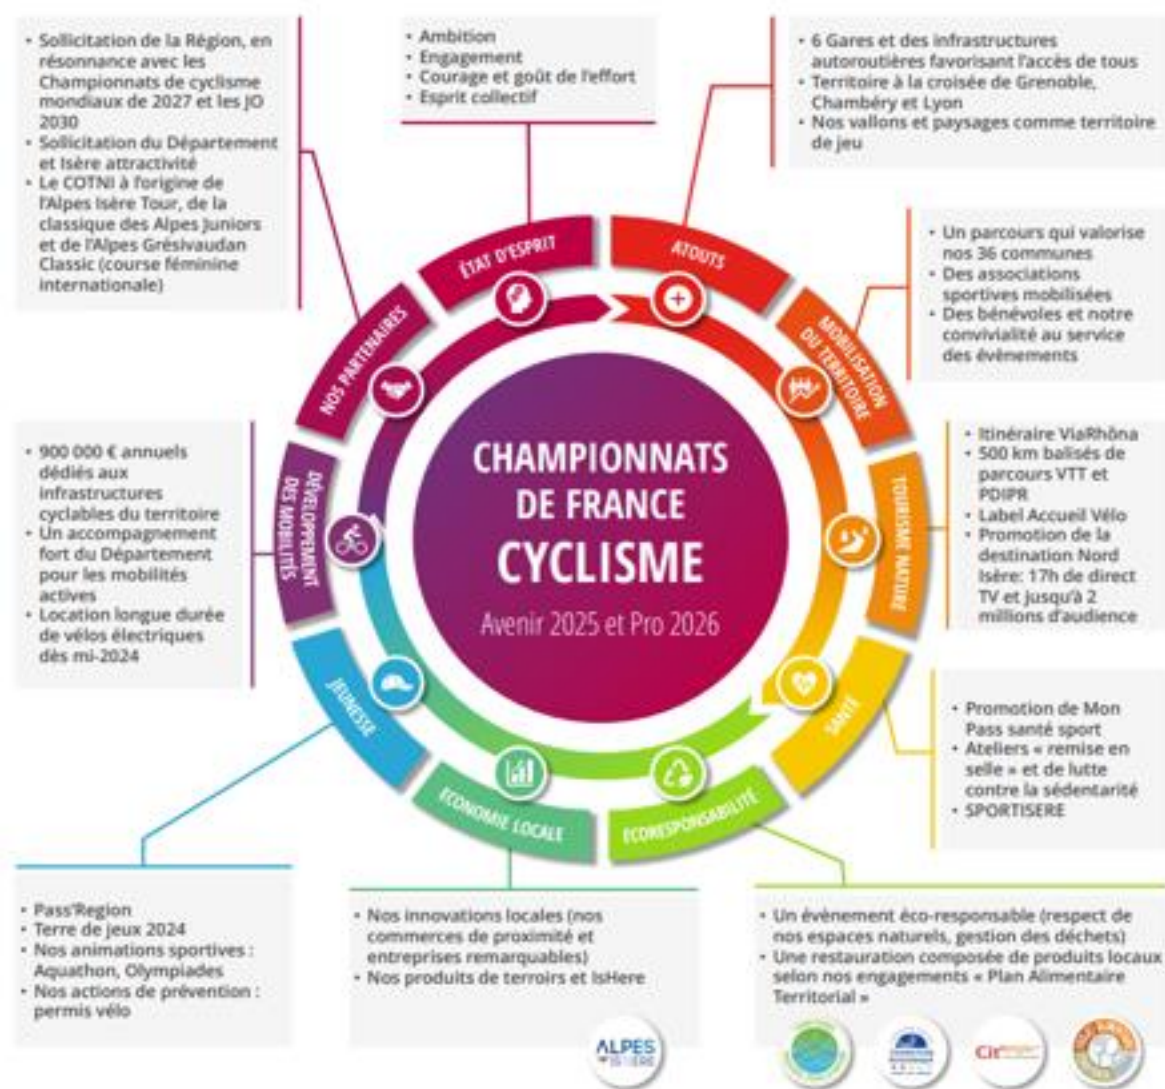 • Sollicitation de la Région, en
résonnance avec les
Championnats de cyclisme
mondiaux de 2027 et les JO
2030
• Sollicitation du Département
et Isère attractivité
• Le COTNI à l'origine de
l'Alpes Isère Tour, de la
classique des Alpes Juniors
et de l'Alpes Grésivaudan
Classic (course féminine
internationale)
• Ambition
• Engagement
• Courage et goût de l'effort
• Esprit collectif
• 6 Gares et des infrastructures
autoroutières favorisant l'accès de tous
• Territoire à la croisée de Grenoble,
Chambéry et Lyon
• Nos vallons et paysages comme territoire
de jeu
• Un parcours qui valorise
nos 36 communes
• Des associations
sportives mobilisées
• Des bénévoles et notre
convivialité au service
des évènements
ÉTAT D'ESPRIT
ATOUTS
NOS PARTENAIRES
MOBILISATION
DU TERRITOIRE
DÉVELOPPEMENT
DES MOBILITÉS
TOURISME NATURE
CHAMPIONNATS
DE FRANCE
CYCLISME
Avenir 2025 et Pro 2026
• 900 000 € annuels
dédiés aux
infrastructures
cyclables du territoire
• Un accompagnement
fort du Département
pour les mobilités
actives
• Location longue durée
de vélos électriques
dès mi-2024
• Itinéraire ViaRhôna
• 500 km balisés de
parcours VTT et
PDIPR
• Label Accueil Vélo
• Promotion de la
destination Nord
Isère: 17h de direct
TV et jusqu'à 2
millions d'audience
JEUNESSE
SANTÉ
ECONOMIE LOCALE
ECORESPONSABILITÉ
• Promotion de Mon
Pass santé sport
• Ateliers « remise en
selle » et de lutte
contre la sédentarité
• SPORTISERE
• Pass'Region
• Terre de jeux 2024
• Nos animations sportives :
Aquathon, Olympiades
• Nos actions de prévention :
permis vélo
• Nos innovations locales (nos
commerces de proximité et
entreprises remarquables)
• Nos produits de terroirs et IsHere
• Un évènement éco-responsable (respect de
nos espaces naturels, gestion des déchets)
• Une restauration composée de produits locaux
selon nos engagements « Plan Alimentaire
Territorial »
ALPES
ISHERE
Cit